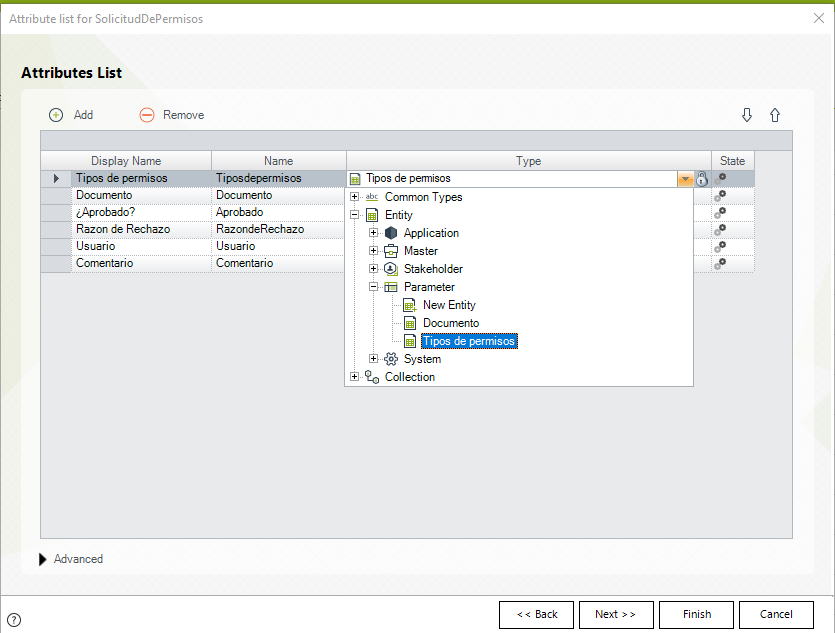 Attribute list for SolicitudDePermisos
Attributes List
Add Remove
Display Name Name Type State
Tipos de permisos Tiposdepermisos Tipos de pemisos
Documento Documento
¿Aprobado? Aprobado
Razon de Rechazo RazondeRechazo
Usuario Usuario
Comentario Comentario
abc Common Types
Entity
Application
Master
Stakeholder
Parameter
New Entity
Documento
Tipos de permisos
System
Collection
Advanced
?
<< Back Next >> Finish Cancel